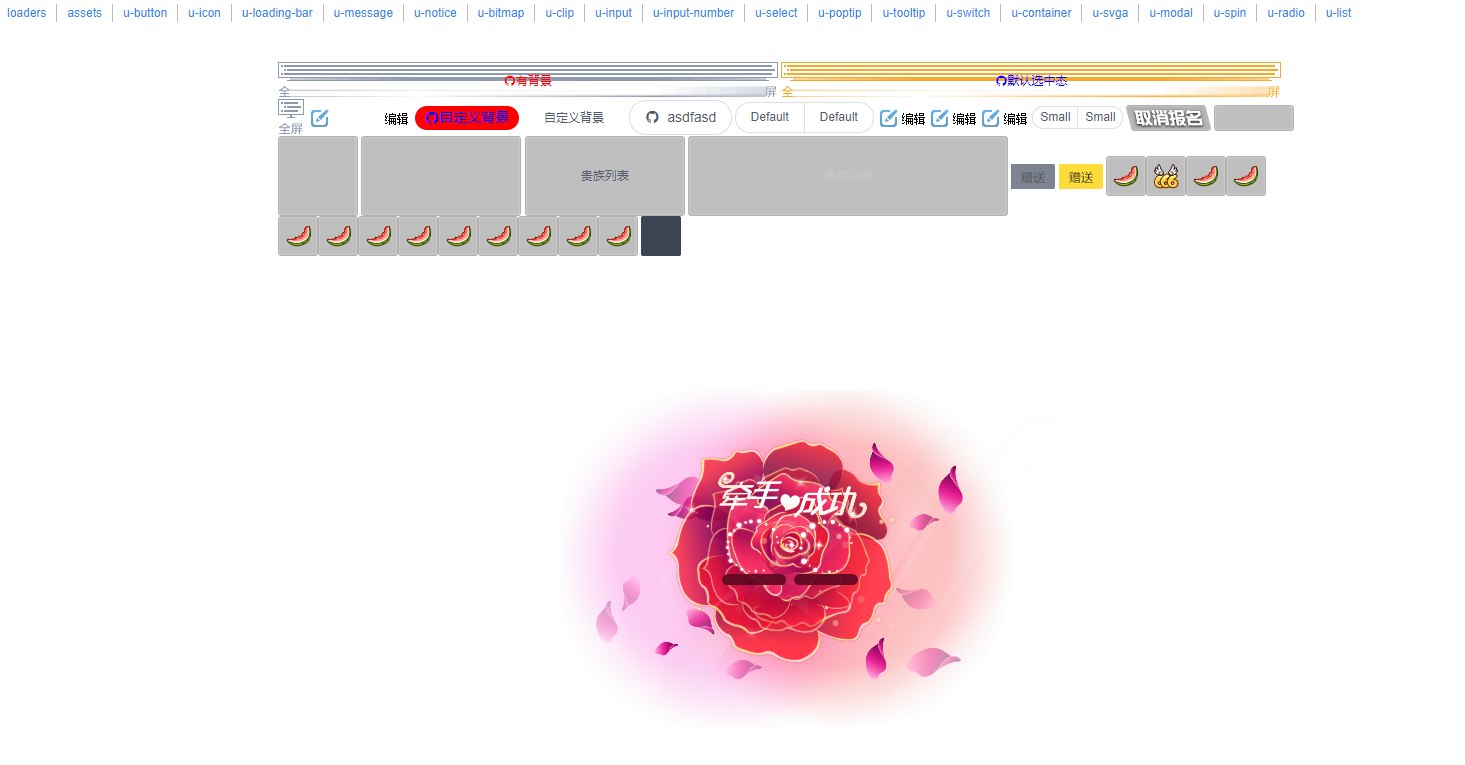 loaders assets u-button u-icon u-loading-bar u-message u-notice u-bitmap u-clip u-input u-input-number u-select u-poptip u-tooltip u-switch u-container u-svga u-modal u-spin u-radio u-list
有背景 默认选中态
全 屏 全 屏
编辑 自定义背景 自定义背景 asdfasd Default Default 编辑 编辑 编辑 Small Small 取消报名
全屏
贵族列表 贵族列表 赠送 赠送
牵手成功